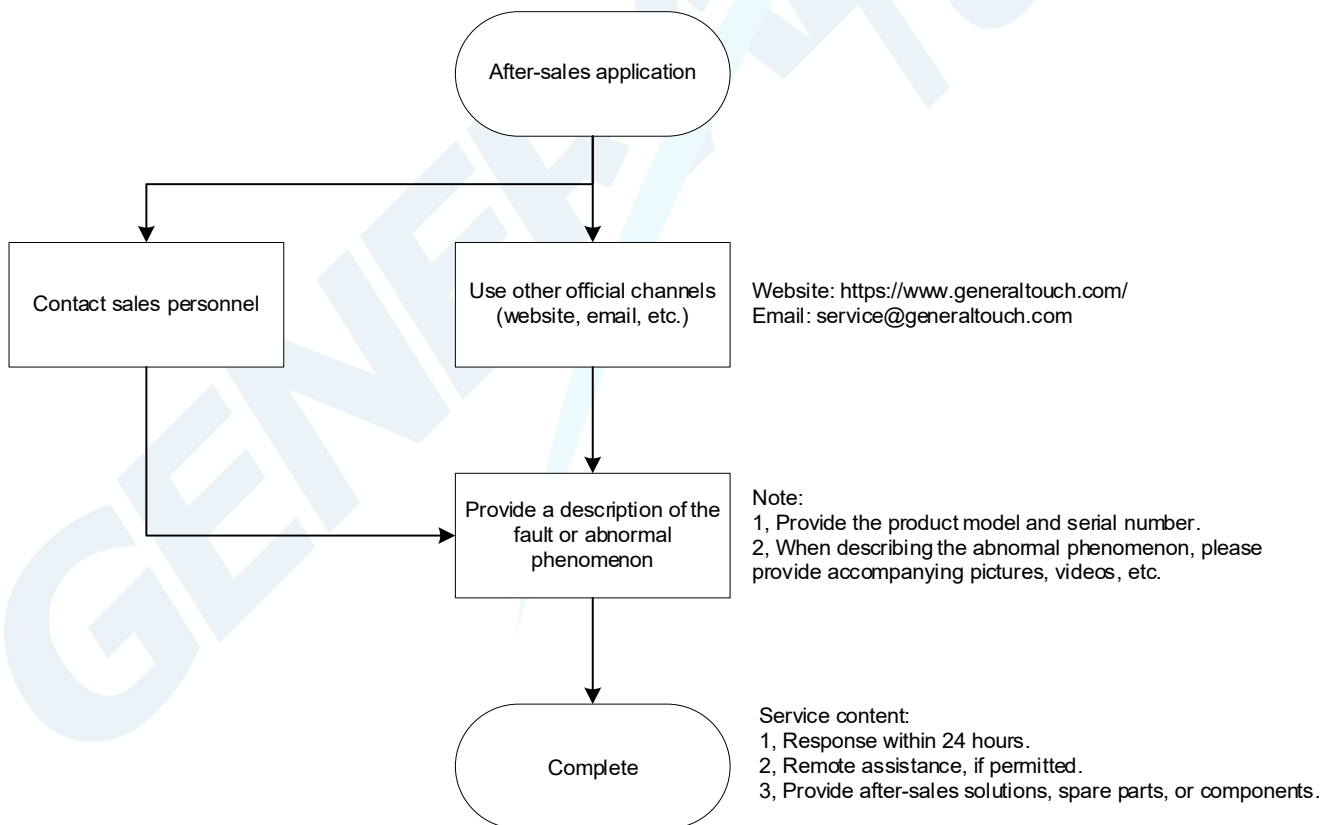 After-sales application
Contact sales personnel
Use other official channels
(website, email, etc.)
Website: https://www.generaltouch.com/
Email: service@generaltouch.com
Provide a description of the
fault or abnormal
phenomenon
Note:
1, Provide the product model and serial number.
2, When describing the abnormal phenomenon, please
provide accompanying pictures, videos, etc.
Complete
Service content:
1, Response within 24 hours.
2, Remote assistance, if permitted.
3, Provide after-sales solutions, spare parts, or components.